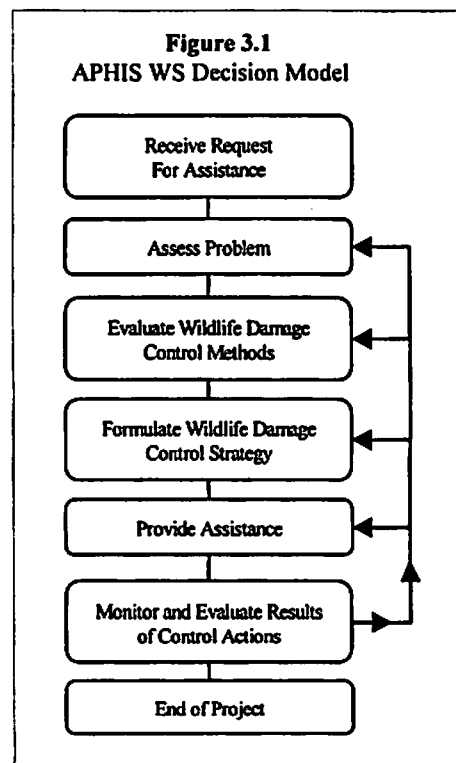 Figure 3.1
APHIS WS Decision Model
Receive Request
For Assistance
Assess Problem
Evaluate Wildlife Damage
Control Methods
Formulate Wildlife Damage
Control Strategy
Provide Assistance
Monitor and Evaluate Results
of Control Actions
End of Project